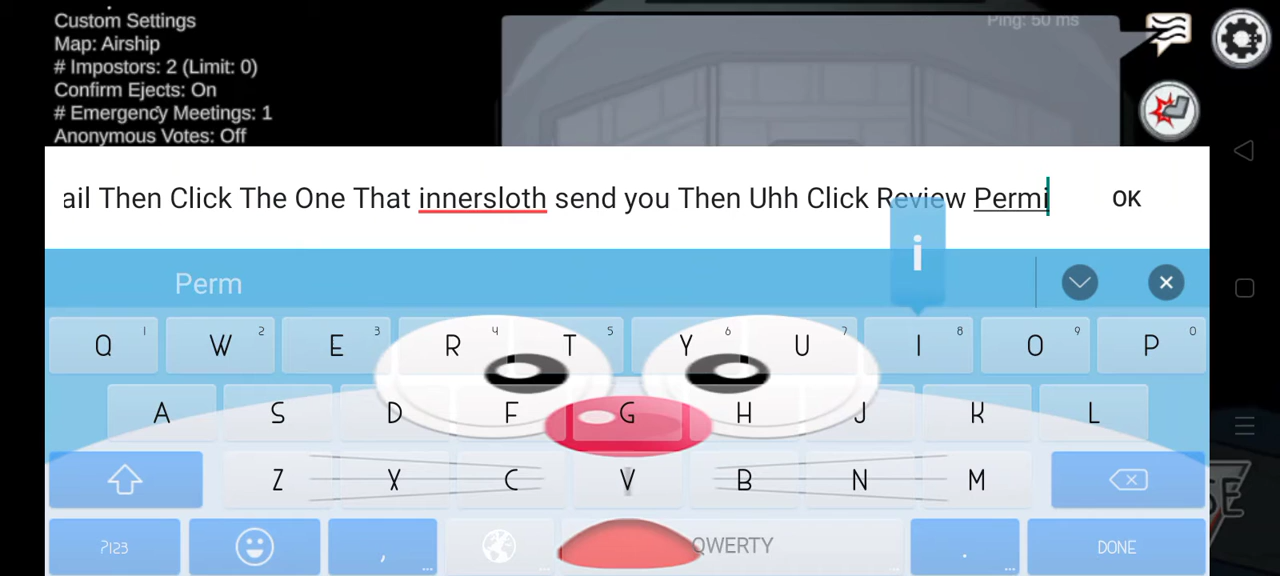 Custom Settings
Map: Airship
# Impostors: 2 (Limit: 0)
Confirm Ejects: On
# Emergency Meetings: 1
Anonymous Votes: Off
Ping: 50 ms
ail Then Click The One That innersloth send you Then Uhh Click Review Permi
OK
i
Perm
1 2 3 4 5 6 7 8 9 0
Q W E R T Y U I O P
A S D F G H J K L
Z X C V B N M
?123 , QWERTY . DONE